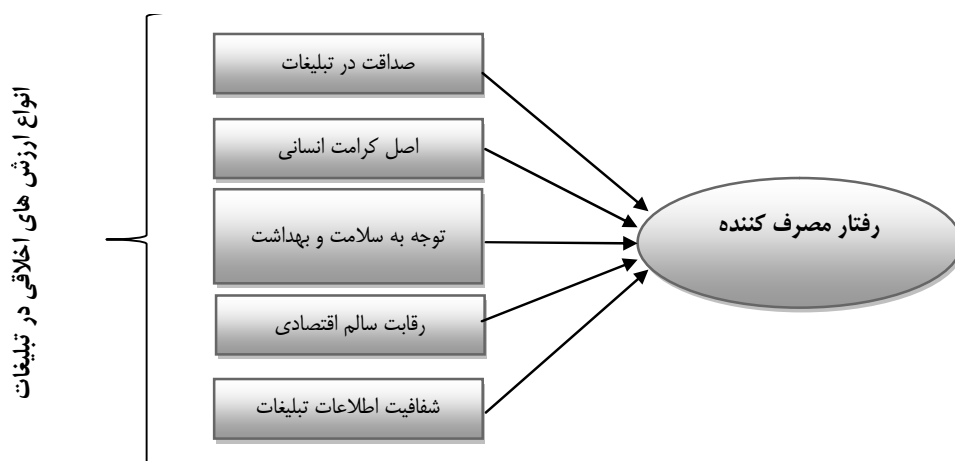 انواع ارزش های اخلاقی در تبلیغات
صداقت در تبلیغات
اصل کرامت انسانی
توجه به سلامت و بهداشت
رقابت سالم اقتصادی
شفافیت اطلاعات تبلیغات
رفتار مصرف کننده